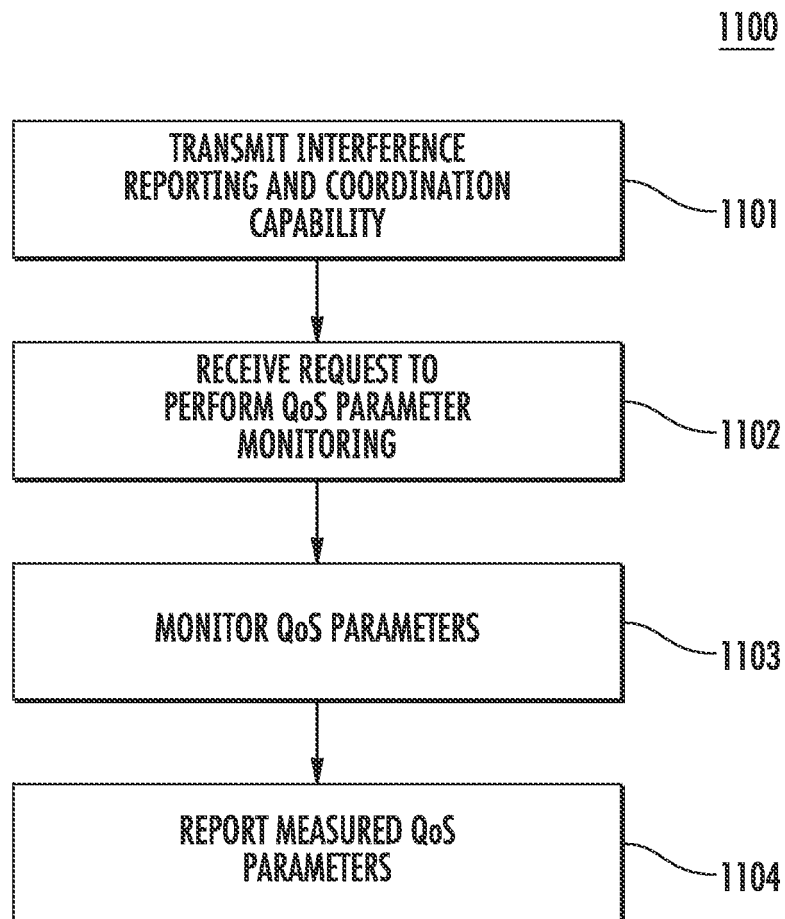 1100
TRANSMIT INTERFERENCE
REPORTING AND COORDINATION
CAPABILITY
1101
RECEIVE REQUEST TO
PERFORM QoS PARAMETER
MONITORING
1102
MONITOR QoS PARAMETERS
1103
REPORT MEASURED QoS
PARAMETERS
1104